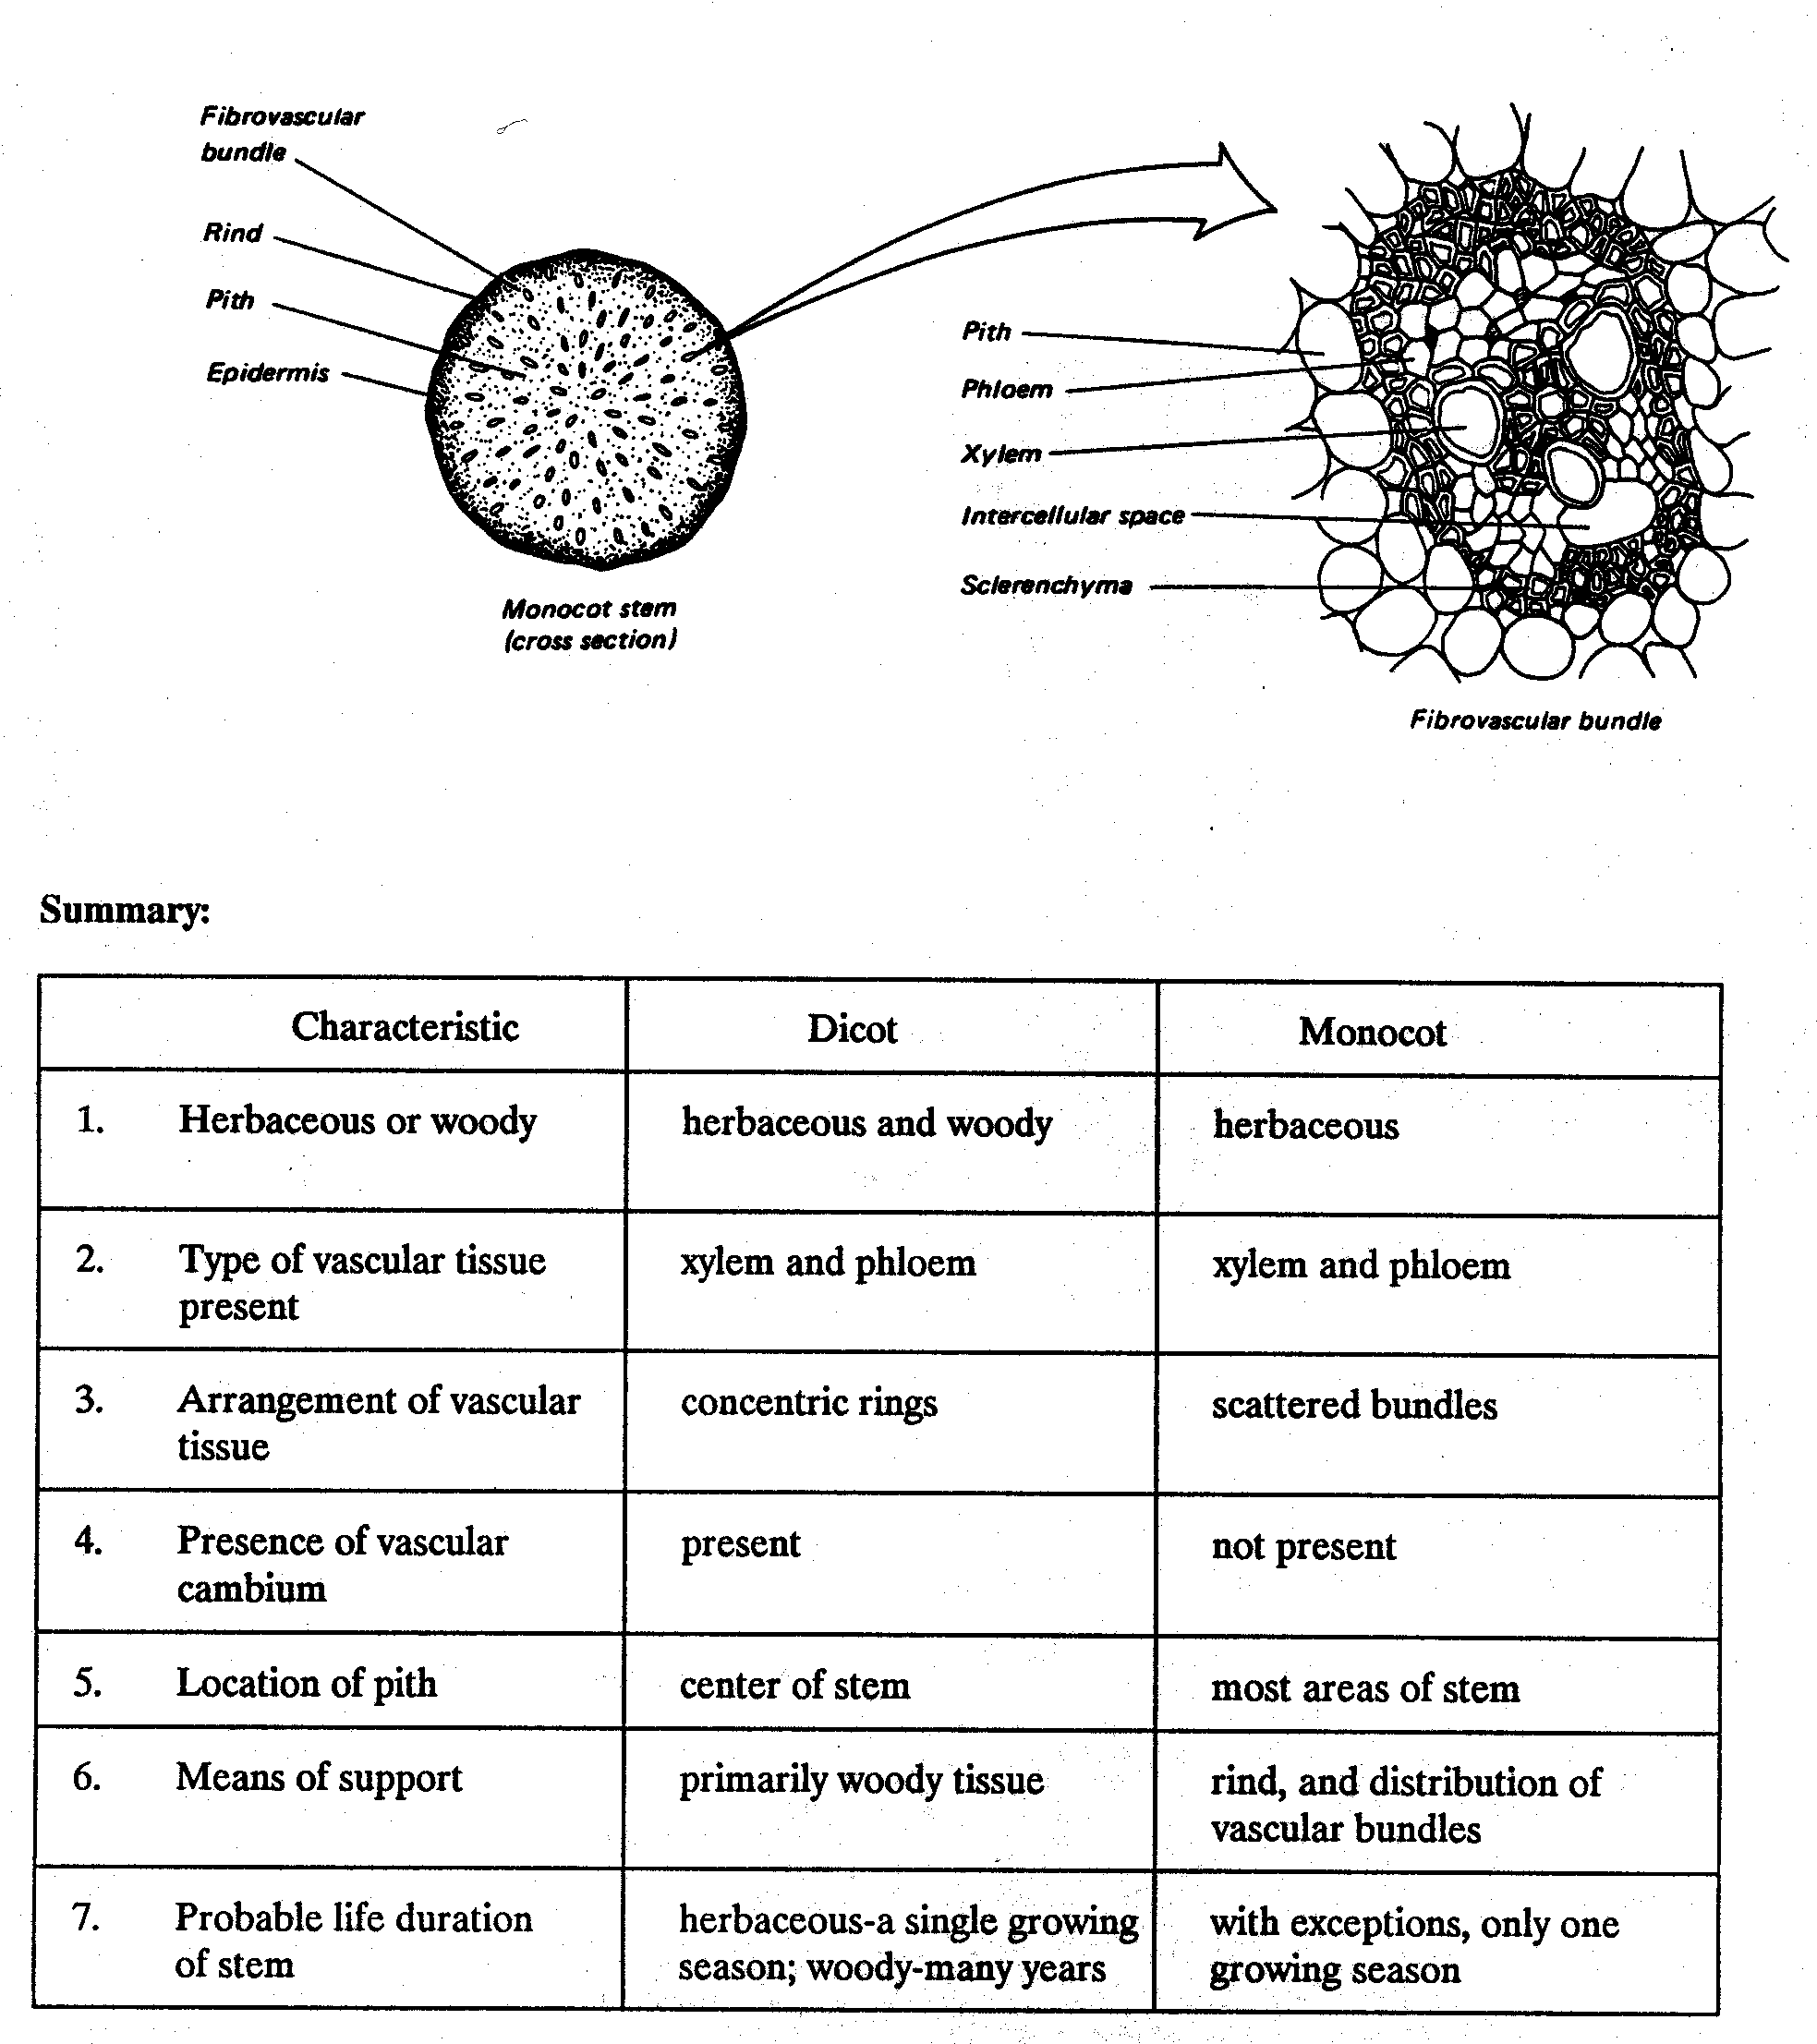 Fibrovascular
bundle
Rind
Pith
Epidermis
Monocot stem
(cross section)
Pith
Phloem
Xylem
Intercellular space
Sclerenchyma
Fibrovascular bundle
Summary:
Characteristic Dicot Monocot
1. Herbaceous or woody herbaceous and woody herbaceous
2. Type of vascular tissue xylem and phloem xylem and phloem
present
3. Arrangement of vascular concentric rings scattered bundles
tissue
4. Presence of vascular present not present
cambium
5. Location of pith center of stem most areas of stem
6. Means of support primarily woody tissue rind, and distribution of
vascular bundles
7. Probable life duration herbaceous-a single growing with exceptions, only one
of stem season; woody-many years growing season